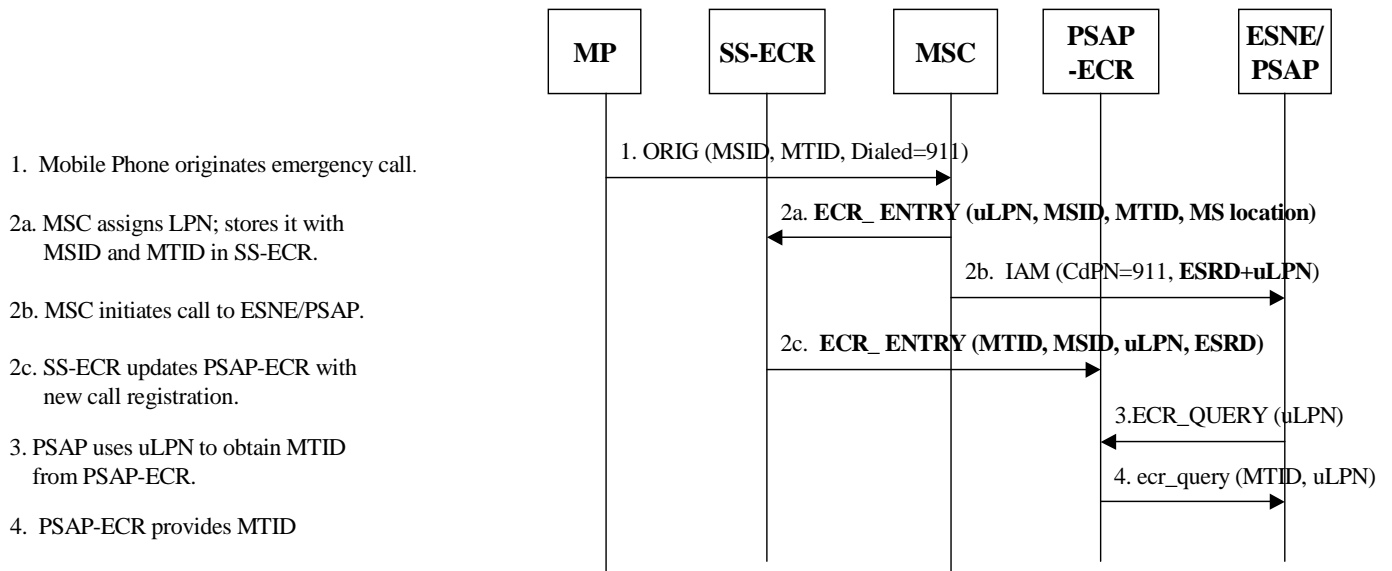 MP
SS-ECR
MSC
PSAP
-ECR
ESNE/
PSAP
1. Mobile Phone originates emergency call.
2a. MSC assigns LPN; stores it with
MSID and MTID in SS-ECR.
2b. MSC initiates call to ESNE/PSAP.
2c. SS-ECR updates PSAP-ECR with
new call registration.
3. PSAP uses uLPN to obtain MTID
from PSAP-ECR.
4. PSAP-ECR provides MTID
1. ORIG (MSID, MTID, Dialed=911)
2a. ECR_ ENTRY (uLPN, MSID, MTID, MS location)
2b. IAM (CdPN=911, ESRD+uLPN)
2c. ECR_ ENTRY (MTID, MSID, uLPN, ESRD)
3.ECR_QUERY (uLPN)
4. ecr_query (MTID, uLPN)